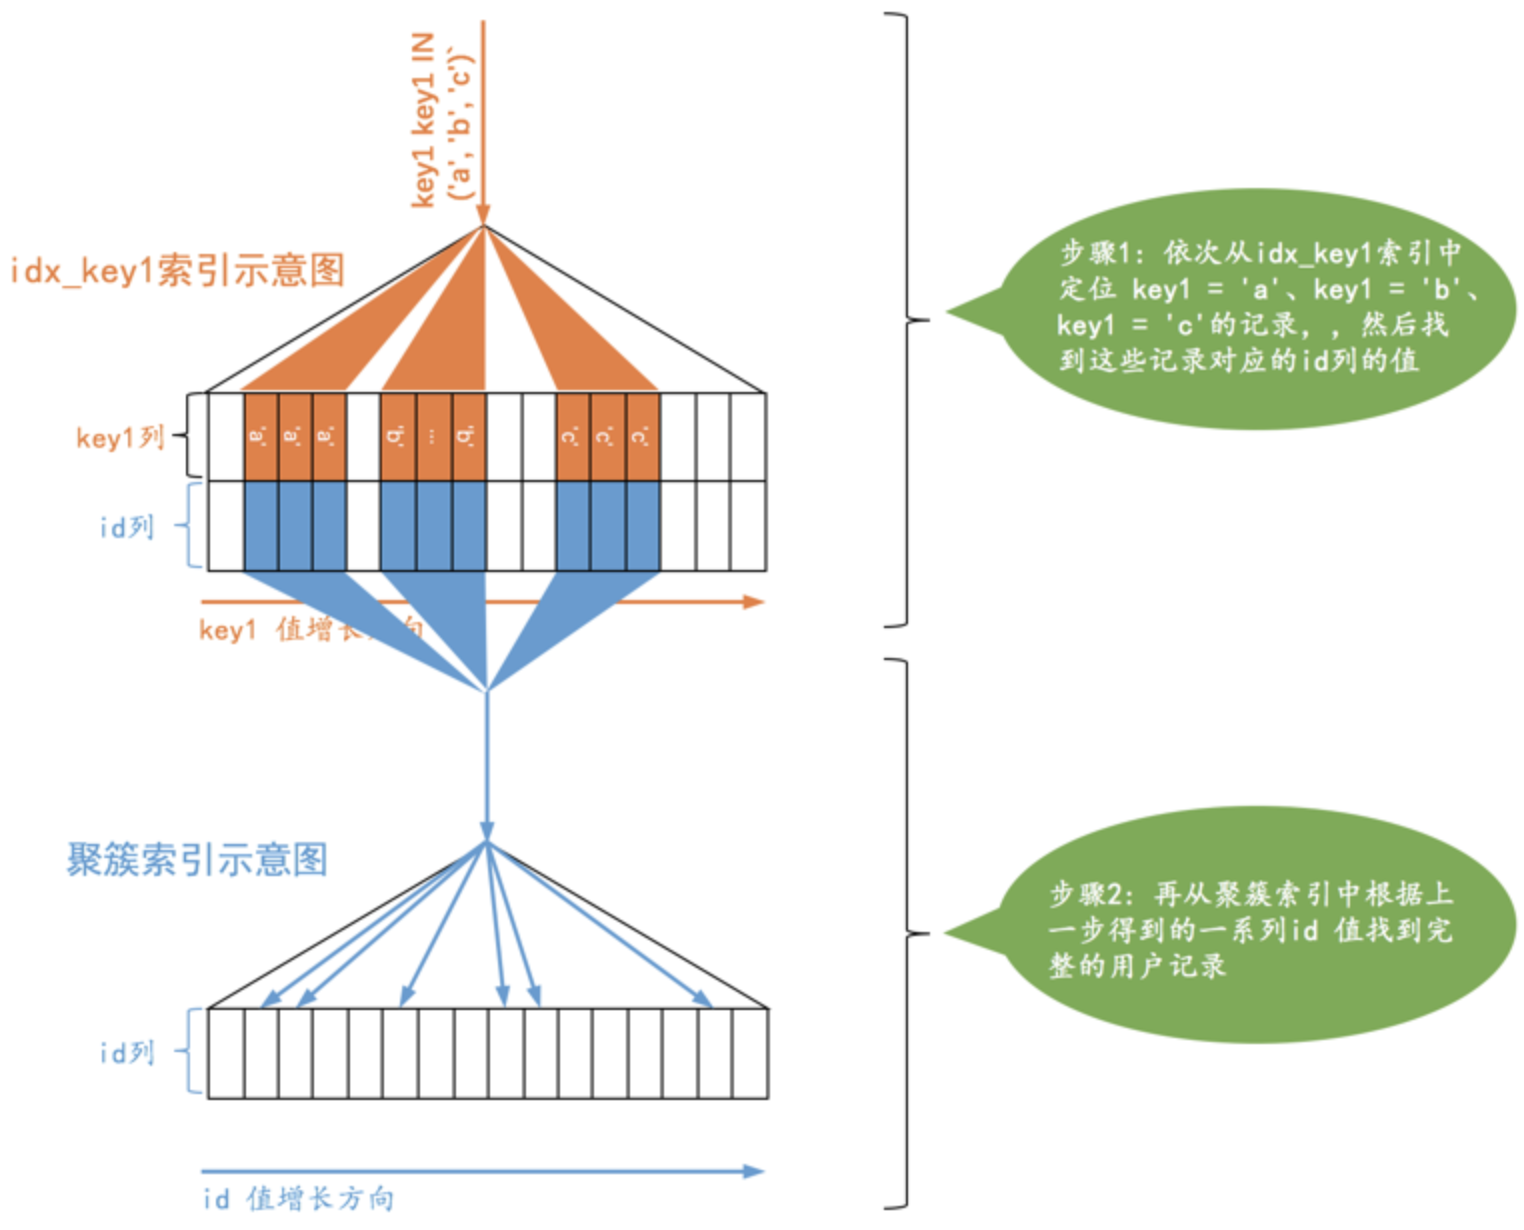 key1 key1 IN
('a', 'b', 'c')`
idx_key1索引示意图
步骤1：依次从idx_key1索引中
定位 key1 = 'a'、key1 = 'b'、
key1 = 'c'的记录，，然后找
到这些记录对应的id列的值
key1列
'a' 'a' 'a' 'b' ... 'b' 'c' 'c' 'c'
id列
key1 值增长 向
聚簇索引示意图
步骤2：再从聚簇索引中根据上
一步得到的一系列id 值找到完
整的用户记录
id列
id 值增长方向